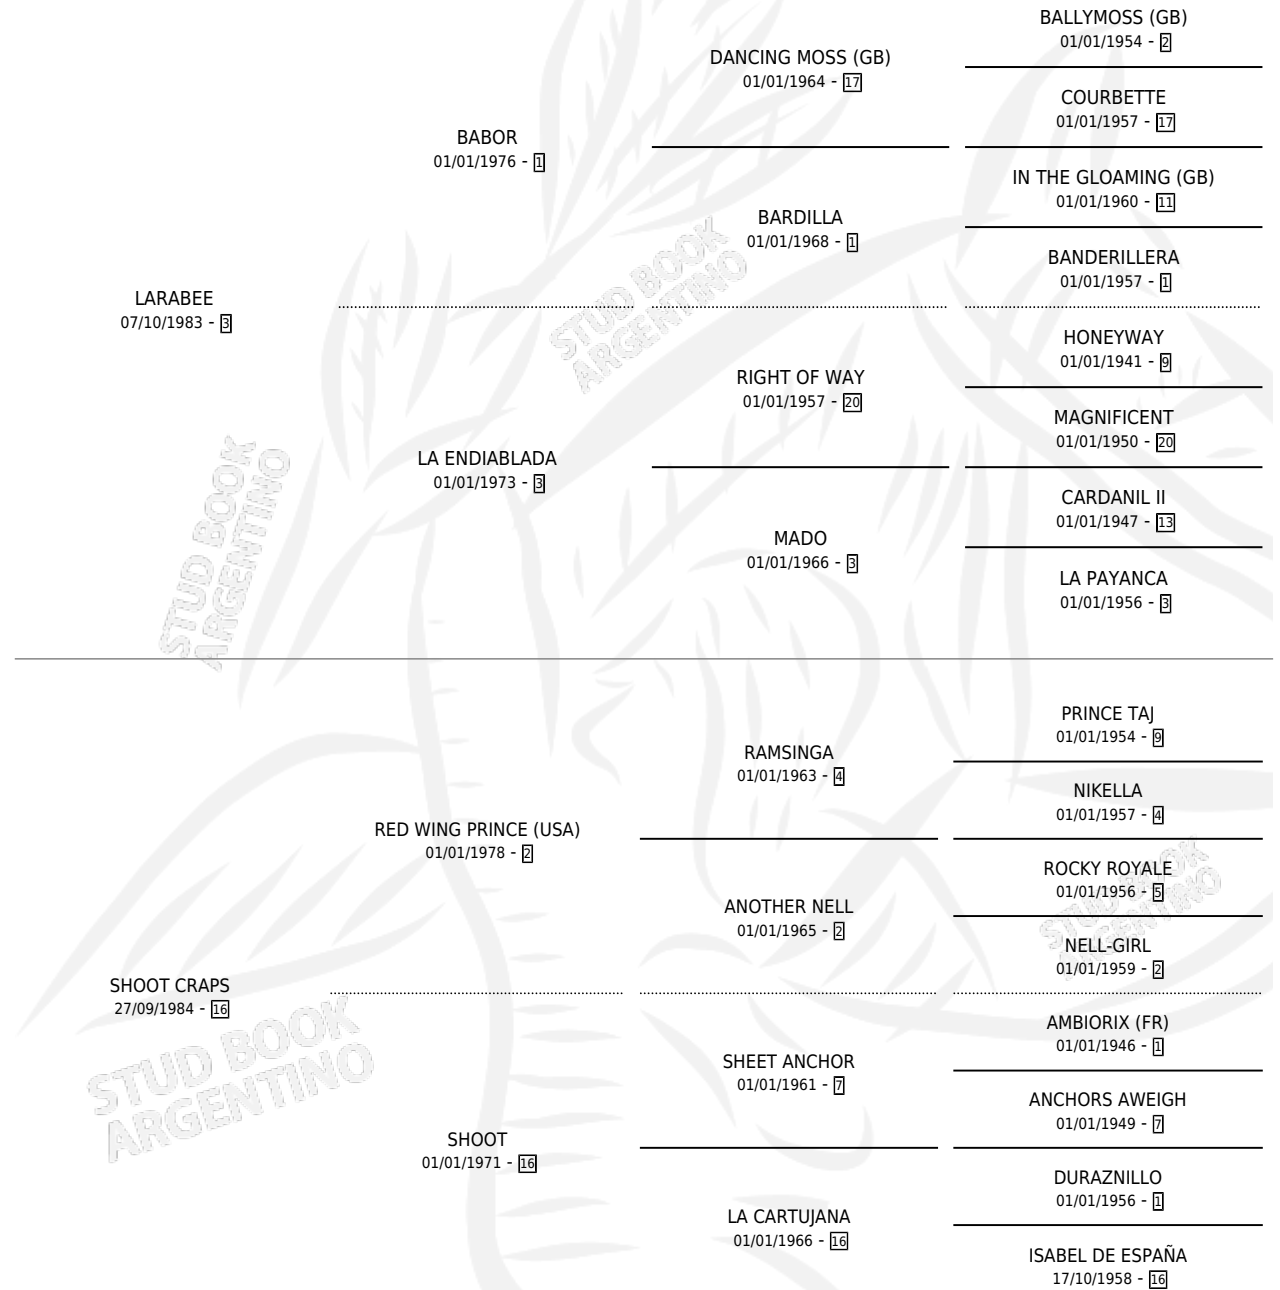 BALLYMOSS (GB)
01/01/1954 - 2
DANCING MOSS (GB)
01/01/1964 - 17
COURBETTE
01/01/1957 - 17
BABOR
01/01/1976 - 1
IN THE GLOAMING (GB)
01/01/1960 - 11
BARDILLA
01/01/1968 - 1
BANDERILLERA
01/01/1957 - 1
LARABEE
07/10/1983 - 3
HONEYWAY
01/01/1941 - 9
RIGHT OF WAY
01/01/1957 - 20
MAGNIFICENT
01/01/1950 - 20
LA ENDIABLADA
01/01/1973 - 3
CARDANIL II
01/01/1947 - 13
MADO
01/01/1966 - 3
LA PAYANCA
01/01/1956 - 3
PRINCE TAJ
01/01/1954 - 9
RAMSINGA
01/01/1963 - 4
NIKELLA
01/01/1957 - 4
RED WING PRINCE (USA)
01/01/1978 - 2
ROCKY ROYALE
01/01/1956 - 5
ANOTHER NELL
01/01/1965 - 2
NELL-GIRL
01/01/1959 - 2
SHOOT CRAPS
27/09/1984 - 16
AMBIORIX (FR)
01/01/1946 - 1
SHEET ANCHOR
01/01/1961 - 7
ANCHORS AWEIGH
01/01/1949 - 7
SHOOT
01/01/1971 - 16
DURAZNILLO
01/01/1956 - 1
LA CARTUJANA
01/01/1966 - 16
ISABEL DE ESPAÑA
17/10/1958 - 16
STUD BOOK
ARGENTINO
STUD BOOK
ARGENTINO
STUD BOOK
ARGENTINO
STUD BOOK
ARGENTINO